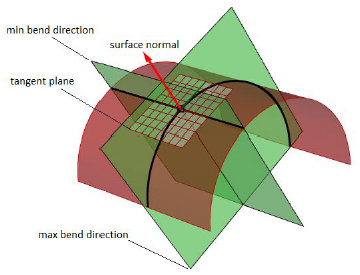 min bend direction
surface normal
tangent plane
max bend direction